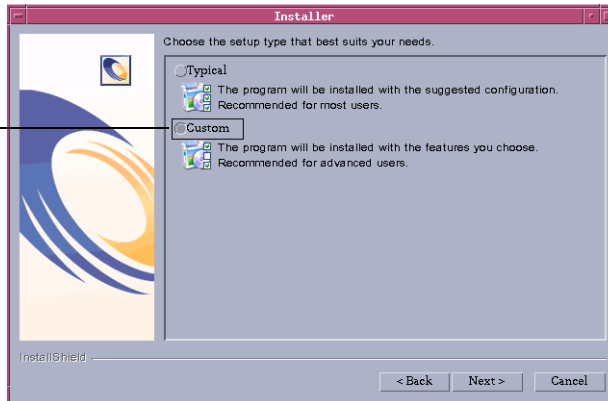 Installer
Choose the setup type that best suits your needs.
Typical
The program will be installed with the suggested configuration.
Recommended for most users.
Custom
The program will be installed with the features you choose.
Recommended for advanced users.
InstallShield
< Back Next > Cancel